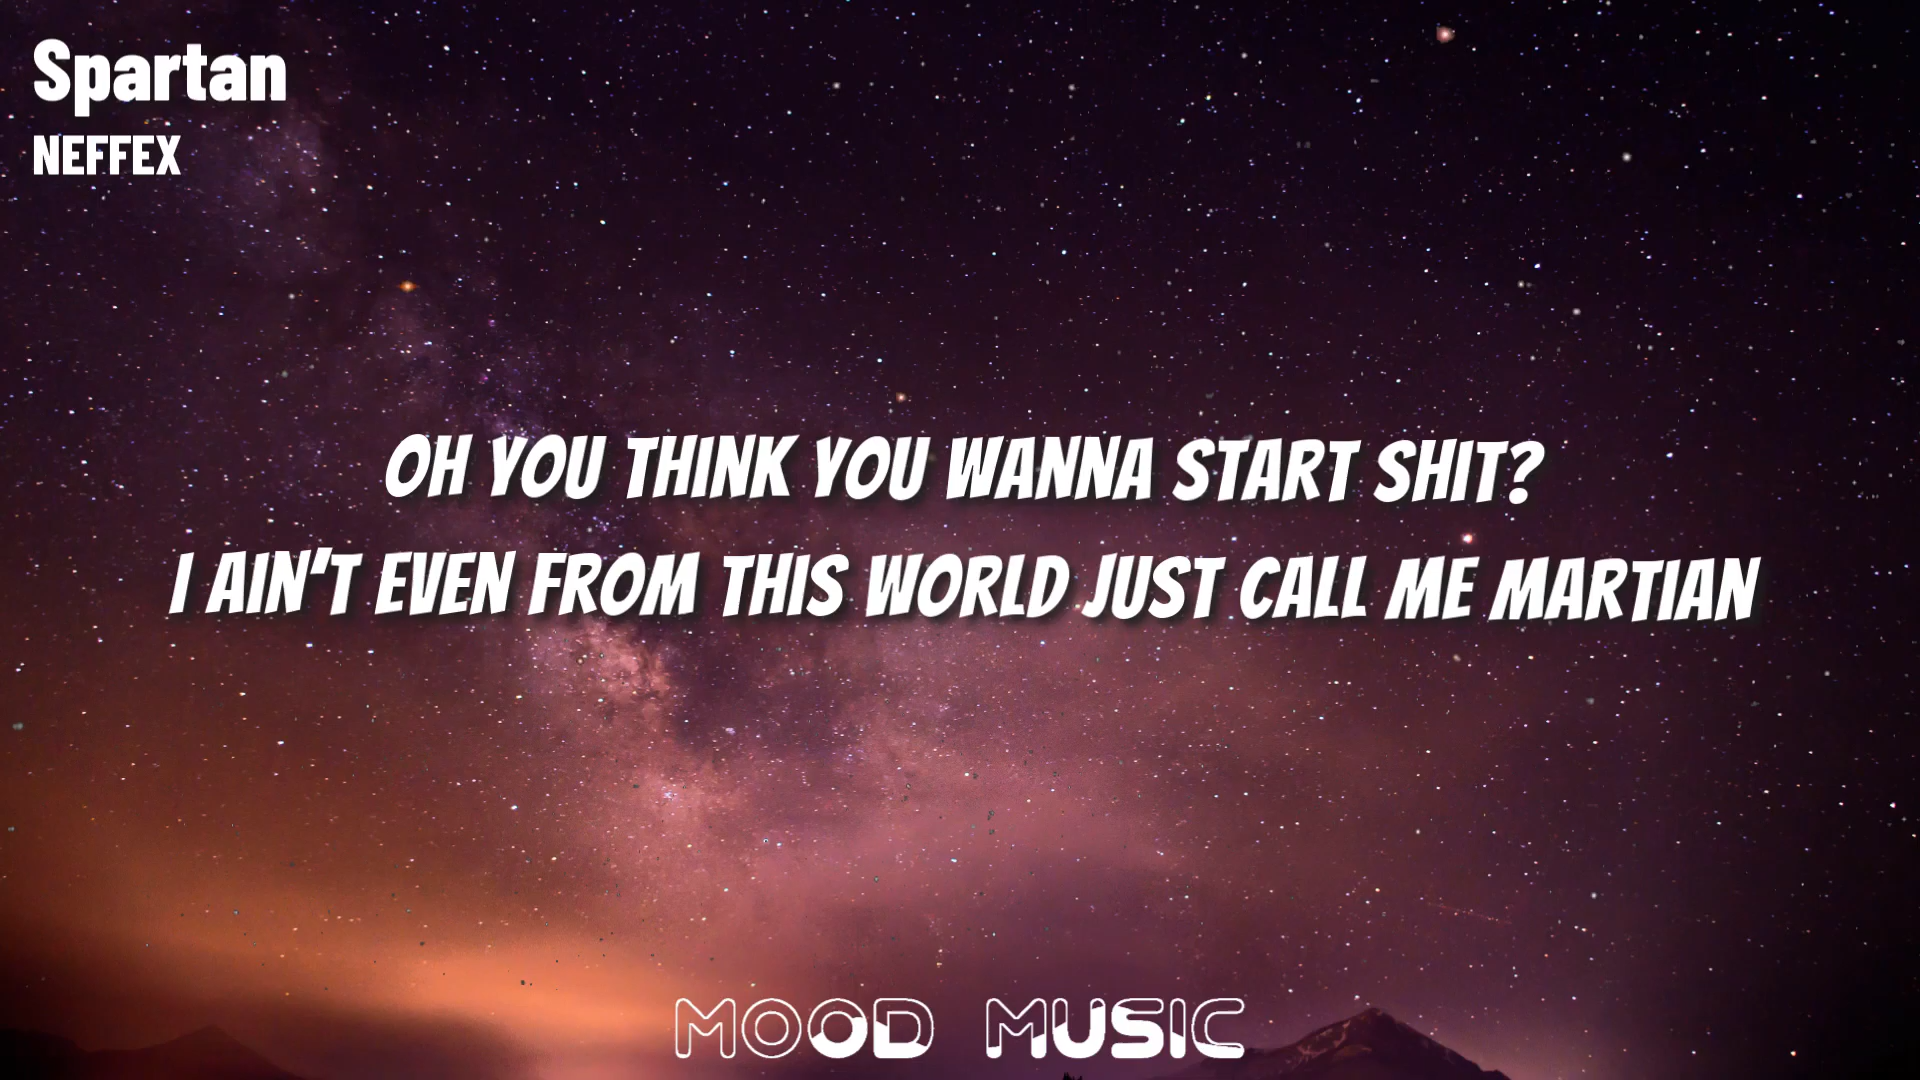 Spartan
NEFFEX
OH YOU THINK YOU WANNA START SHIT?
I AIN'T EVEN FROM THIS WORLD JUST CALL ME MARTIAN
MOOD MUSIC